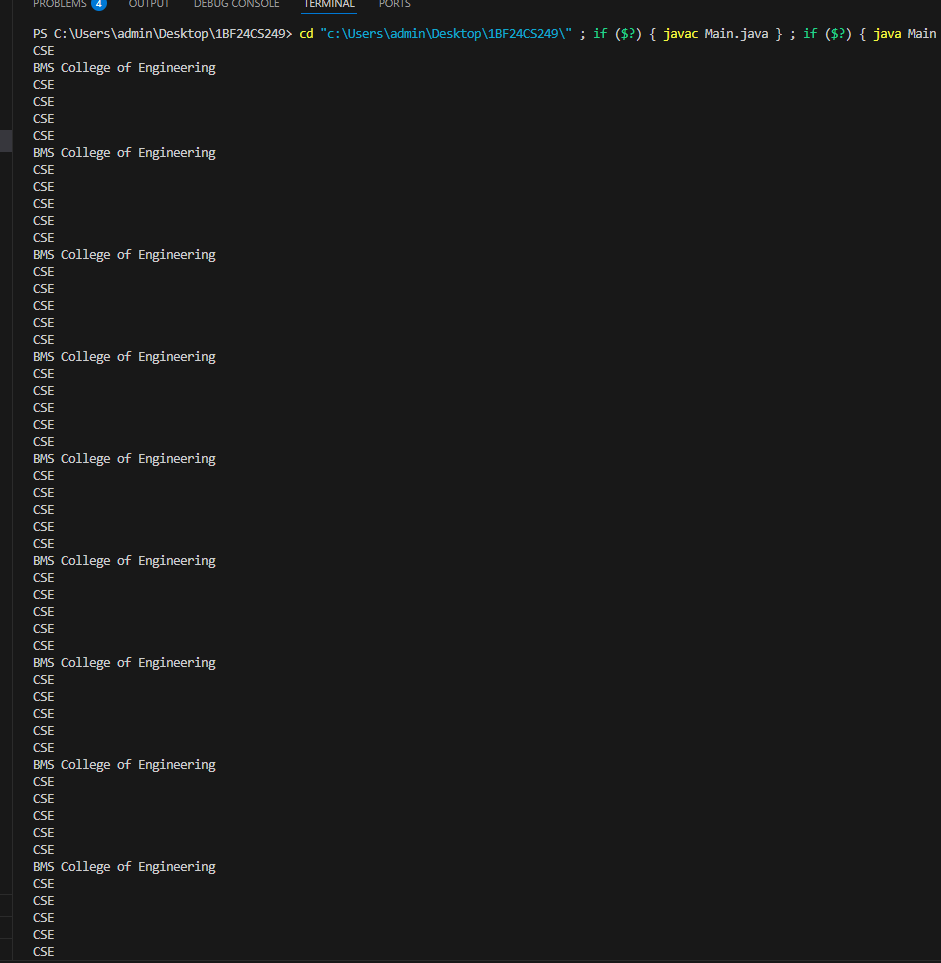 PROBLEMS 4 OUTPUT DEBUG CONSOLE TERMINAL PORTS
PS C:\Users\admin\Desktop\1BF24CS249> cd "c:\Users\admin\Desktop\1BF24CS249\" ; if ($?) { javac Main.java } ; if ($?) { java Main
CSE
BMS College of Engineering
CSE
CSE
CSE
CSE
BMS College of Engineering
CSE
CSE
CSE
CSE
CSE
BMS College of Engineering
CSE
CSE
CSE
CSE
CSE
BMS College of Engineering
CSE
CSE
CSE
CSE
CSE
BMS College of Engineering
CSE
CSE
CSE
CSE
CSE
BMS College of Engineering
CSE
CSE
CSE
CSE
CSE
BMS College of Engineering
CSE
CSE
CSE
CSE
CSE
BMS College of Engineering
CSE
CSE
CSE
CSE
CSE
BMS College of Engineering
CSE
CSE
CSE
CSE
CSE